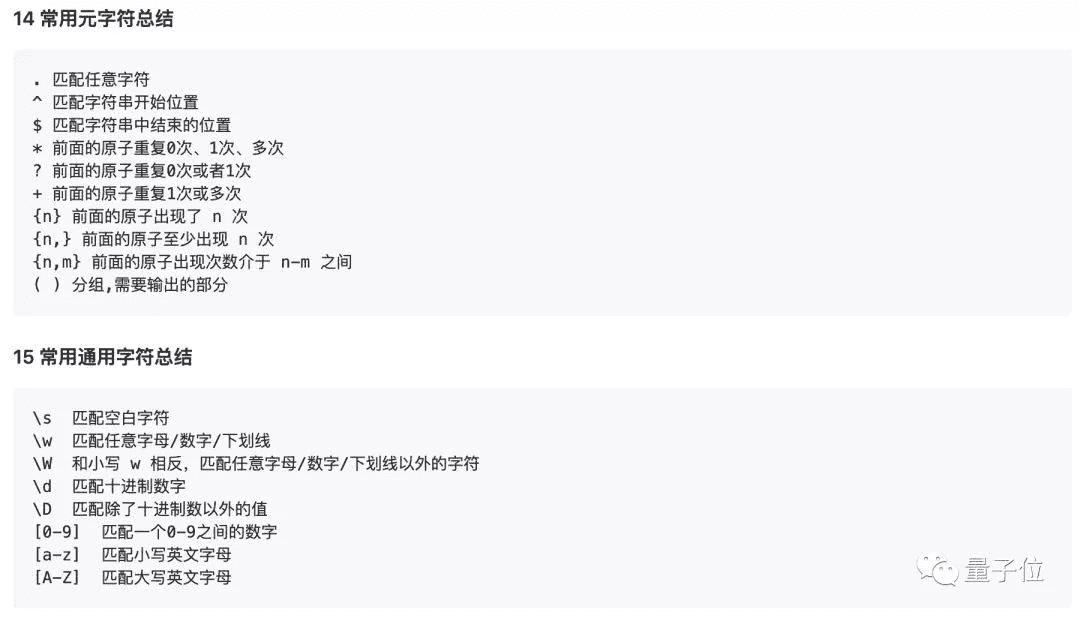 14 常用元字符总结
. 匹配任意字符
^ 匹配字符串开始位置
$ 匹配字符串中结束的位置
* 前面的原子重复0次、1次、多次
? 前面的原子重复0次或者1次
+ 前面的原子重复1次或多次
{n} 前面的原子出现了 n 次
{n,} 前面的原子至少出现 n 次
{n,m} 前面的原子出现次数介于 n-m 之间
( ) 分组,需要输出的部分
15 常用通用字符总结
\s 匹配空白字符
\w 匹配任意字母/数字/下划线
\W 和小写 w 相反，匹配任意字母/数字/下划线以外的字符
\d 匹配十进制数字
\D 匹配除了十进制数以外的值
[0-9] 匹配一个0-9之间的数字
[a-z] 匹配小写英文字母
[A-Z] 匹配大写英文字母
量子位